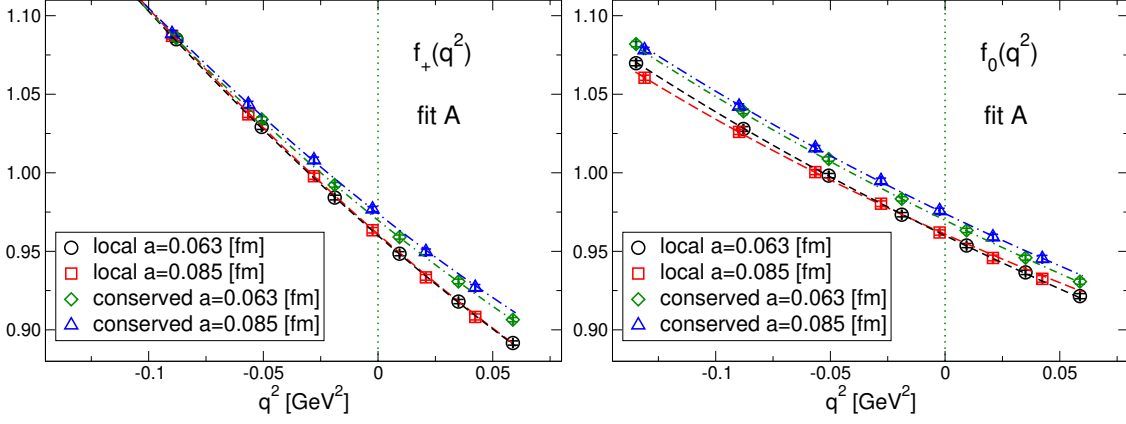 1.10
1.05
1.00
0.95
0.90
f₊(q²)
fit A
local a=0.063 [fm]
local a=0.085 [fm]
conserved a=0.063 [fm]
conserved a=0.085 [fm]
-0.1 -0.05 0 0.05
q² [GeV²]
1.10
1.05
1.00
0.95
0.90
f₀(q²)
fit A
local a=0.063 [fm]
local a=0.085 [fm]
conserved a=0.063 [fm]
conserved a=0.085 [fm]
-0.1 -0.05 0 0.05
q² [GeV²]